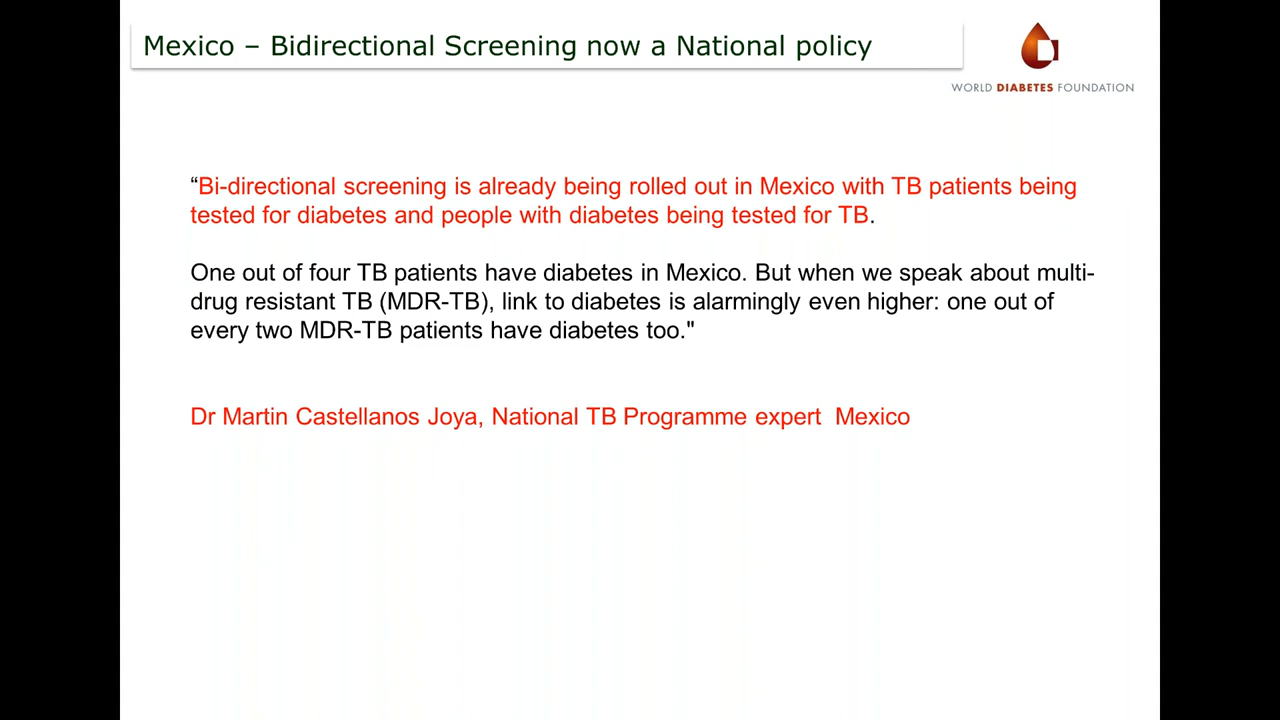 Mexico – Bidirectional Screening now a National policy
WORLD DIABETES FOUNDATION
“Bi-directional screening is already being rolled out in Mexico with TB patients being
tested for diabetes and people with diabetes being tested for TB.
One out of four TB patients have diabetes in Mexico. But when we speak about multi-
drug resistant TB (MDR-TB), link to diabetes is alarmingly even higher: one out of
every two MDR-TB patients have diabetes too."
Dr Martin Castellanos Joya, National TB Programme expert  Mexico